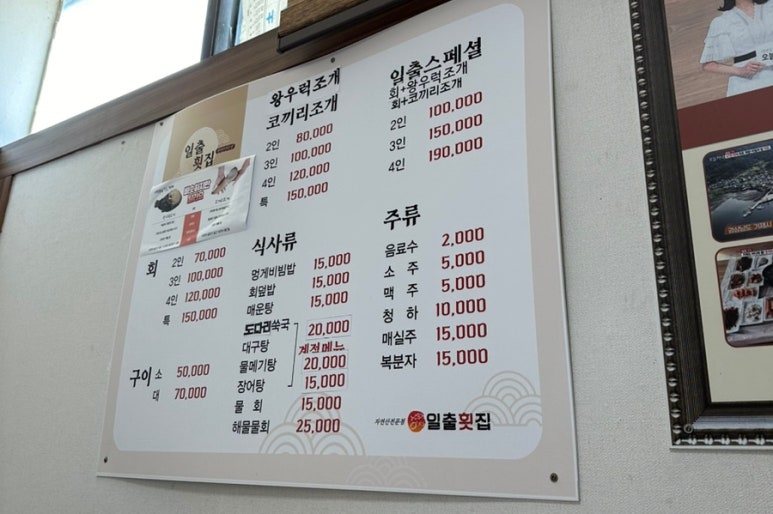 일출
횟집
왕우럭조개
코끼리조개
2인 80,000
3인 100,000
4인 120,000
특 150,000
일출스페셜
회+왕우럭조개
회+코끼리조개
2인 100,000
3인 150,000
4인 190,000
회 2인 70,000
3인 100,000
4인 120,000
특 150,000
구이 소 50,000
대 70,000
식사류
멍게비빔밥 15,000
회덮밥 15,000
매운탕 15,000
도다리쑥국 20,000
대구탕 계절메뉴
물메기탕 20,000
장어탕 15,000
물 회 15,000
해물물회 25,000
주류
음료수 2,000
소 주 5,000
맥 주 5,000
청 하 10,000
매실주 15,000
복분자 15,000
자연산전문점 일출횟집